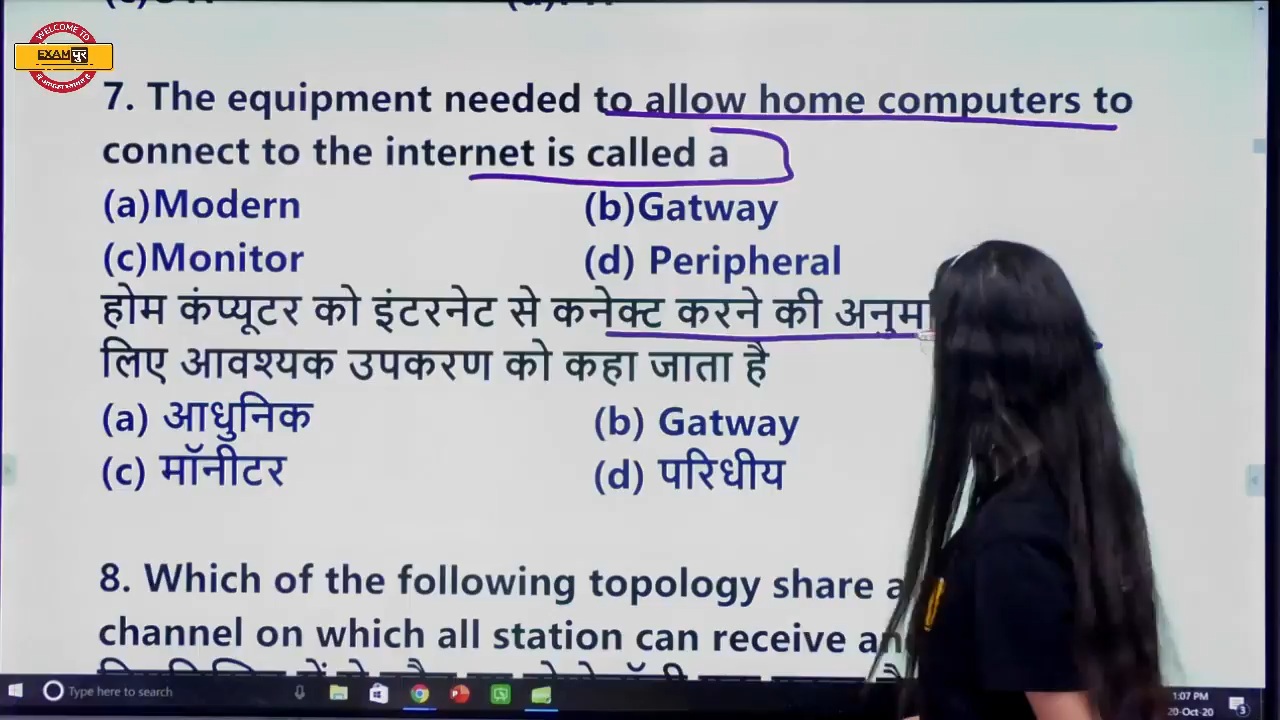 WELCOME TO
EXAMपुर
7. The equipment needed to allow home computers to
connect to the internet is called a
(a)Modern (b)Gatway
(c)Monitor (d) Peripheral
होम कंप्यूटर को इंटरनेट से कनेक्ट करने की
लिए आवश्यक उपकरण को कहा जाता है
(a) आधुनिक (b) Gatway
(c) मॉनीटर (d) परिधीय
8. Which of the following topology share a
channel on which all station can receive
Type here to search
1:07 PM
20-Oct-20